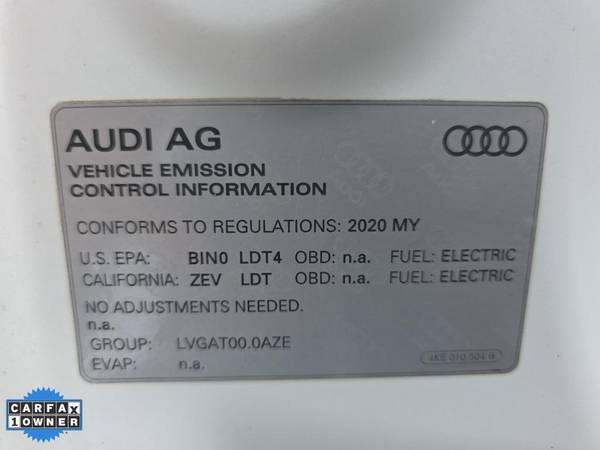 AUDI AG
VEHICLE EMISSION
CONTROL INFORMATION
CONFORMS TO REGULATIONS: 2020 MY
U.S. EPA: BIN0 LDT4 OBD: n.a. FUEL: ELECTRIC
CALIFORNIA: ZEV LDT OBD: n.a. FUEL: ELECTRIC
NO ADJUSTMENTS NEEDED.
n.a.
GROUP: LVGAT00.0AZE
EVAP: n.a.
4KE 010 504 B
CARFAX
1 OWNER